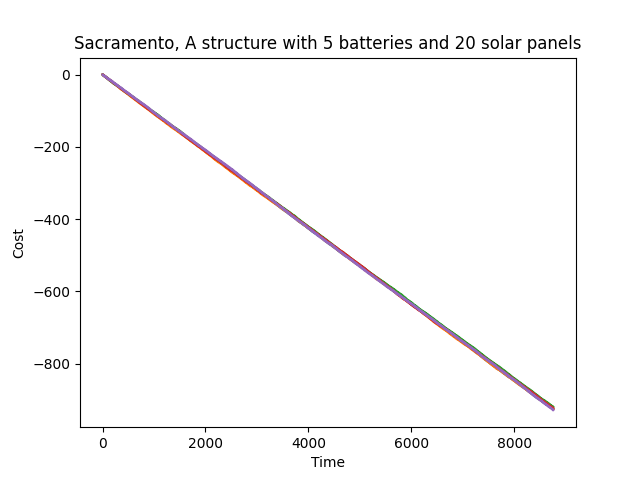 Sacramento, A structure with 5 batteries and 20 solar panels
0
−200
−400
−600
−800
Cost
0 2000 4000 6000 8000
Time